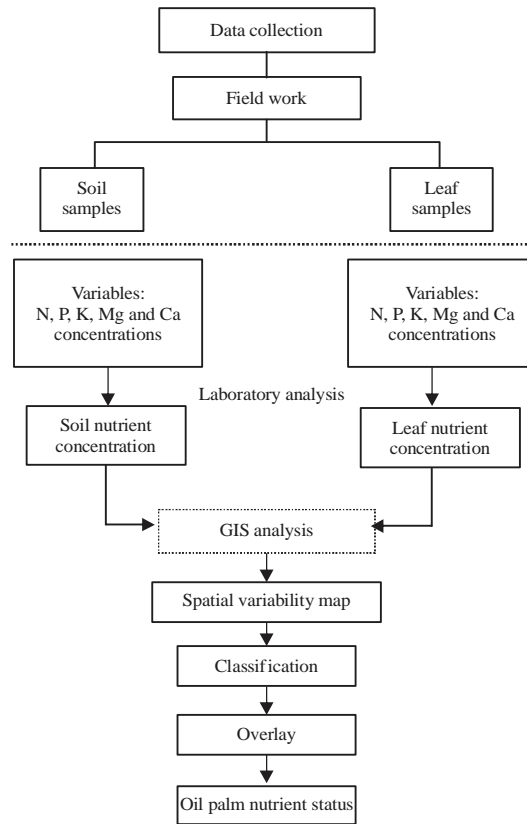 Data collection
Field work
Soil
samples
Leaf
samples
Variables:
N, P, K, Mg and Ca
concentrations
Variables:
N, P, K, Mg and Ca
concentrations
Laboratory analysis
Soil nutrient
concentration
Leaf nutrient
concentration
GIS analysis
Spatial variability map
Classification
Overlay
Oil palm nutrient status